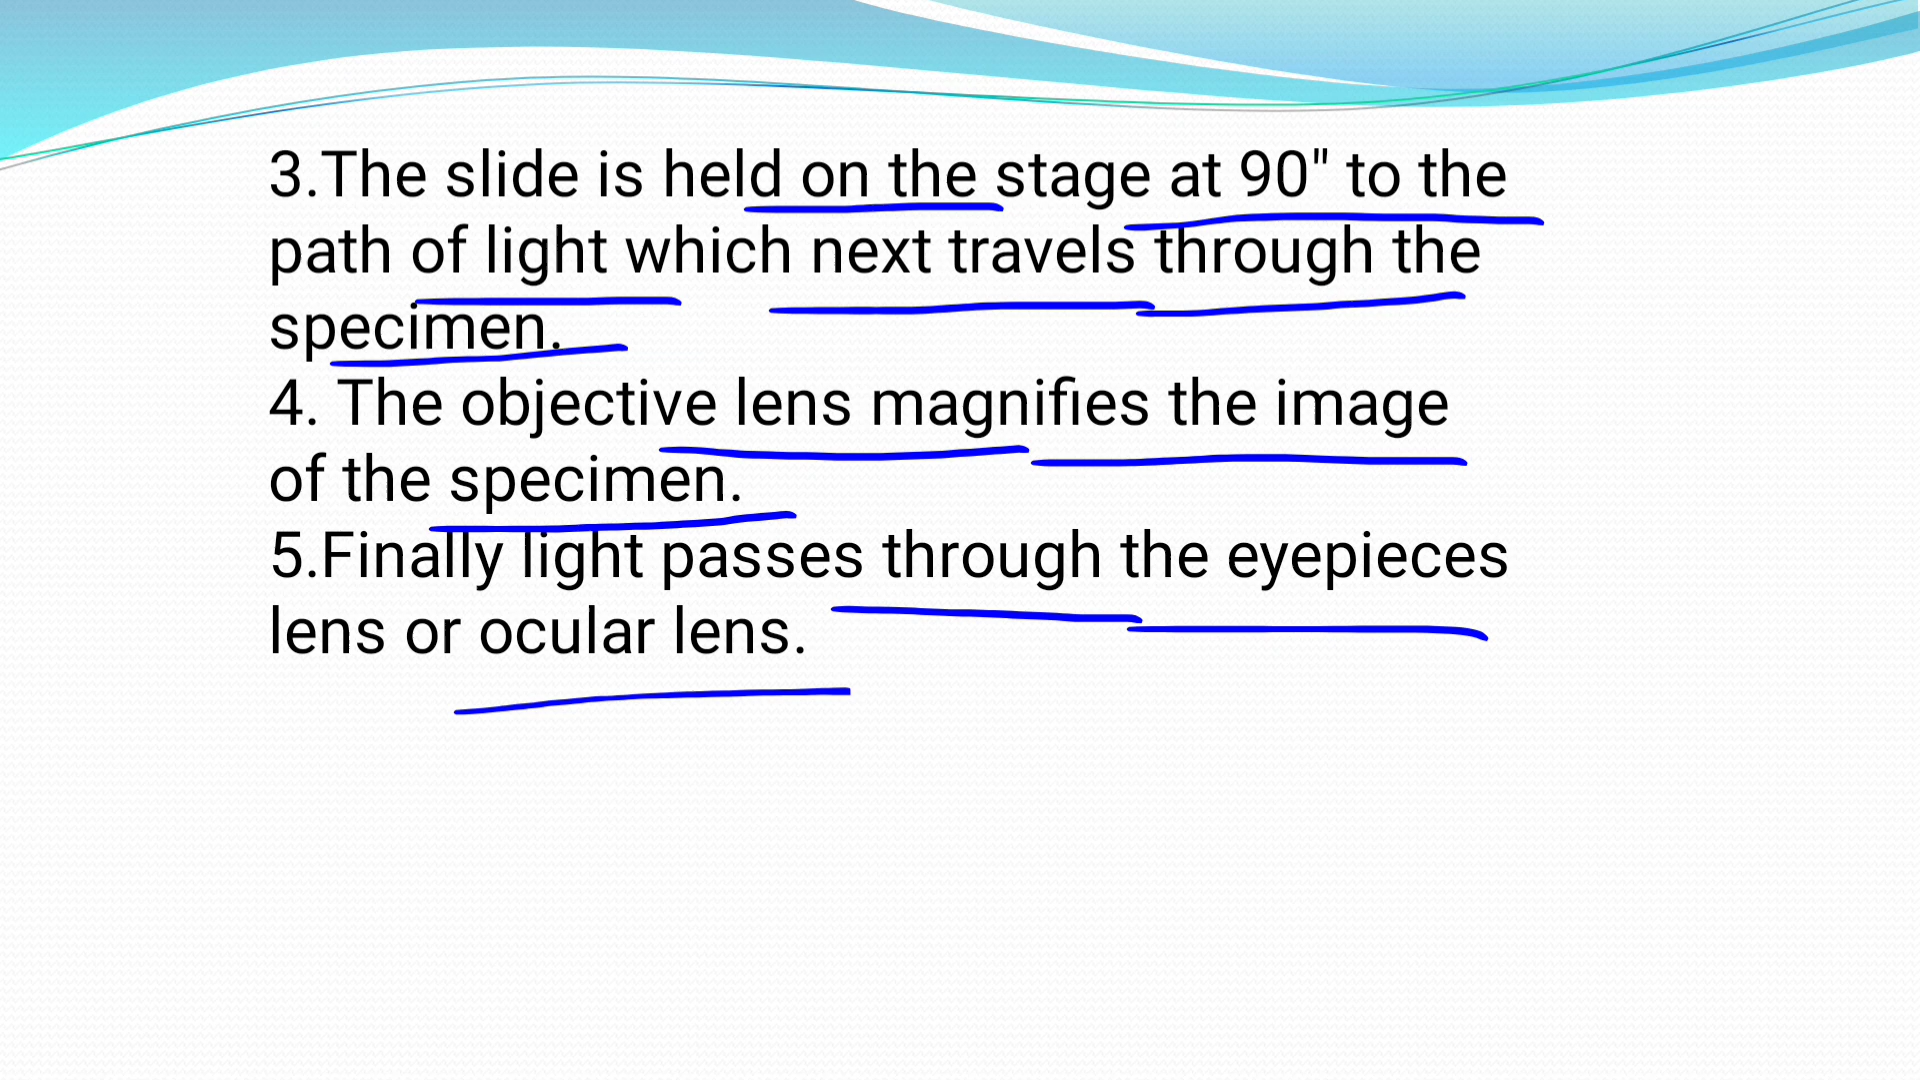 3.The slide is held on the stage at 90" to the
path of light which next travels through the
specimen.
4. The objective lens magnifies the image
of the specimen.
5.Finally light passes through the eyepieces
lens or ocular lens.